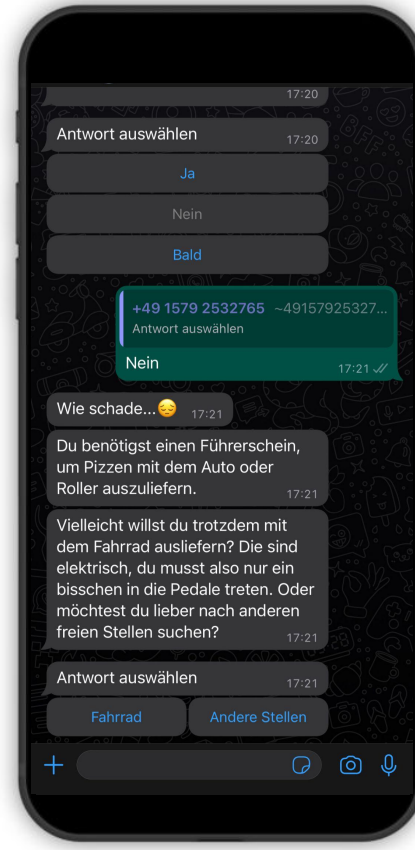 17:20
Antwort auswählen
17:20
Ja
Nein
Bald
+49 1579 2532765 ~49157925327...
Antwort auswählen
Nein
17:21
Wie schade...😔 17:21
Du benötigst einen Führerschein,
um Pizzen mit dem Auto oder
Roller auszuliefern.
17:21
Vielleicht willst du trotzdem mit
dem Fahrrad ausliefern? Die sind
elektrisch, du musst also nur ein
bisschen in die Pedale treten. Oder
möchtest du lieber nach anderen
freien Stellen suchen?
17:21
Antwort auswählen
17:21
Fahrrad Andere Stellen